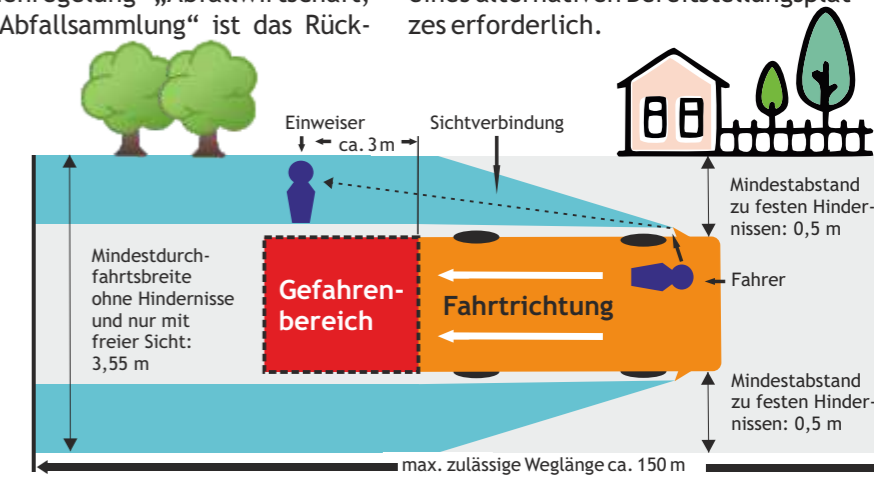 „Abfallwirtschaft,
Abfallsammlung“ ist das Rück-
zes erforderlich.
Einweiser
ca. 3 m
Sichtverbindung
Mindestabstand
zu festen Hinder-
nissen: 0,5 m
Mindestdurch-
fahrtsbreite
ohne Hindernisse
und nur mit
freier Sicht:
3,55 m
Gefahren-
bereich
Fahrtrichtung
Fahrer
Mindestabstand
zu festen Hinder-
nissen: 0,5 m
max. zulässige Weglänge ca. 150 m